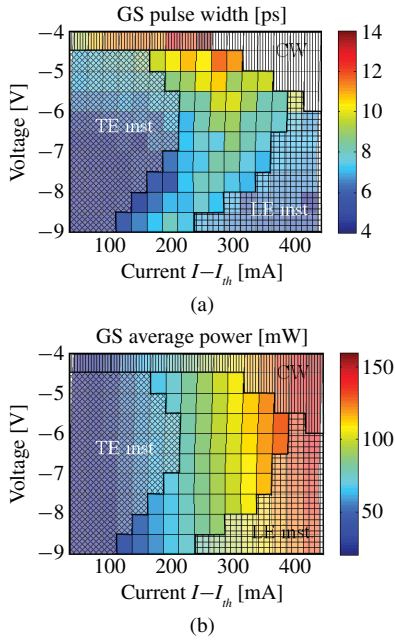 GS pulse width [ps]
−4
−5
−6
−7
−8
−9
Voltage [V]
CW
TE inst
LE inst
100 200 300 400
Current I−I_th [mA]
14
12
10
8
6
4
(a)
GS average power [mW]
−4
−5
−6
−7
−8
−9
Voltage [V]
CW
TE inst
LE inst
100 200 300 400
Current I−I_th [mA]
150
100
50
(b)